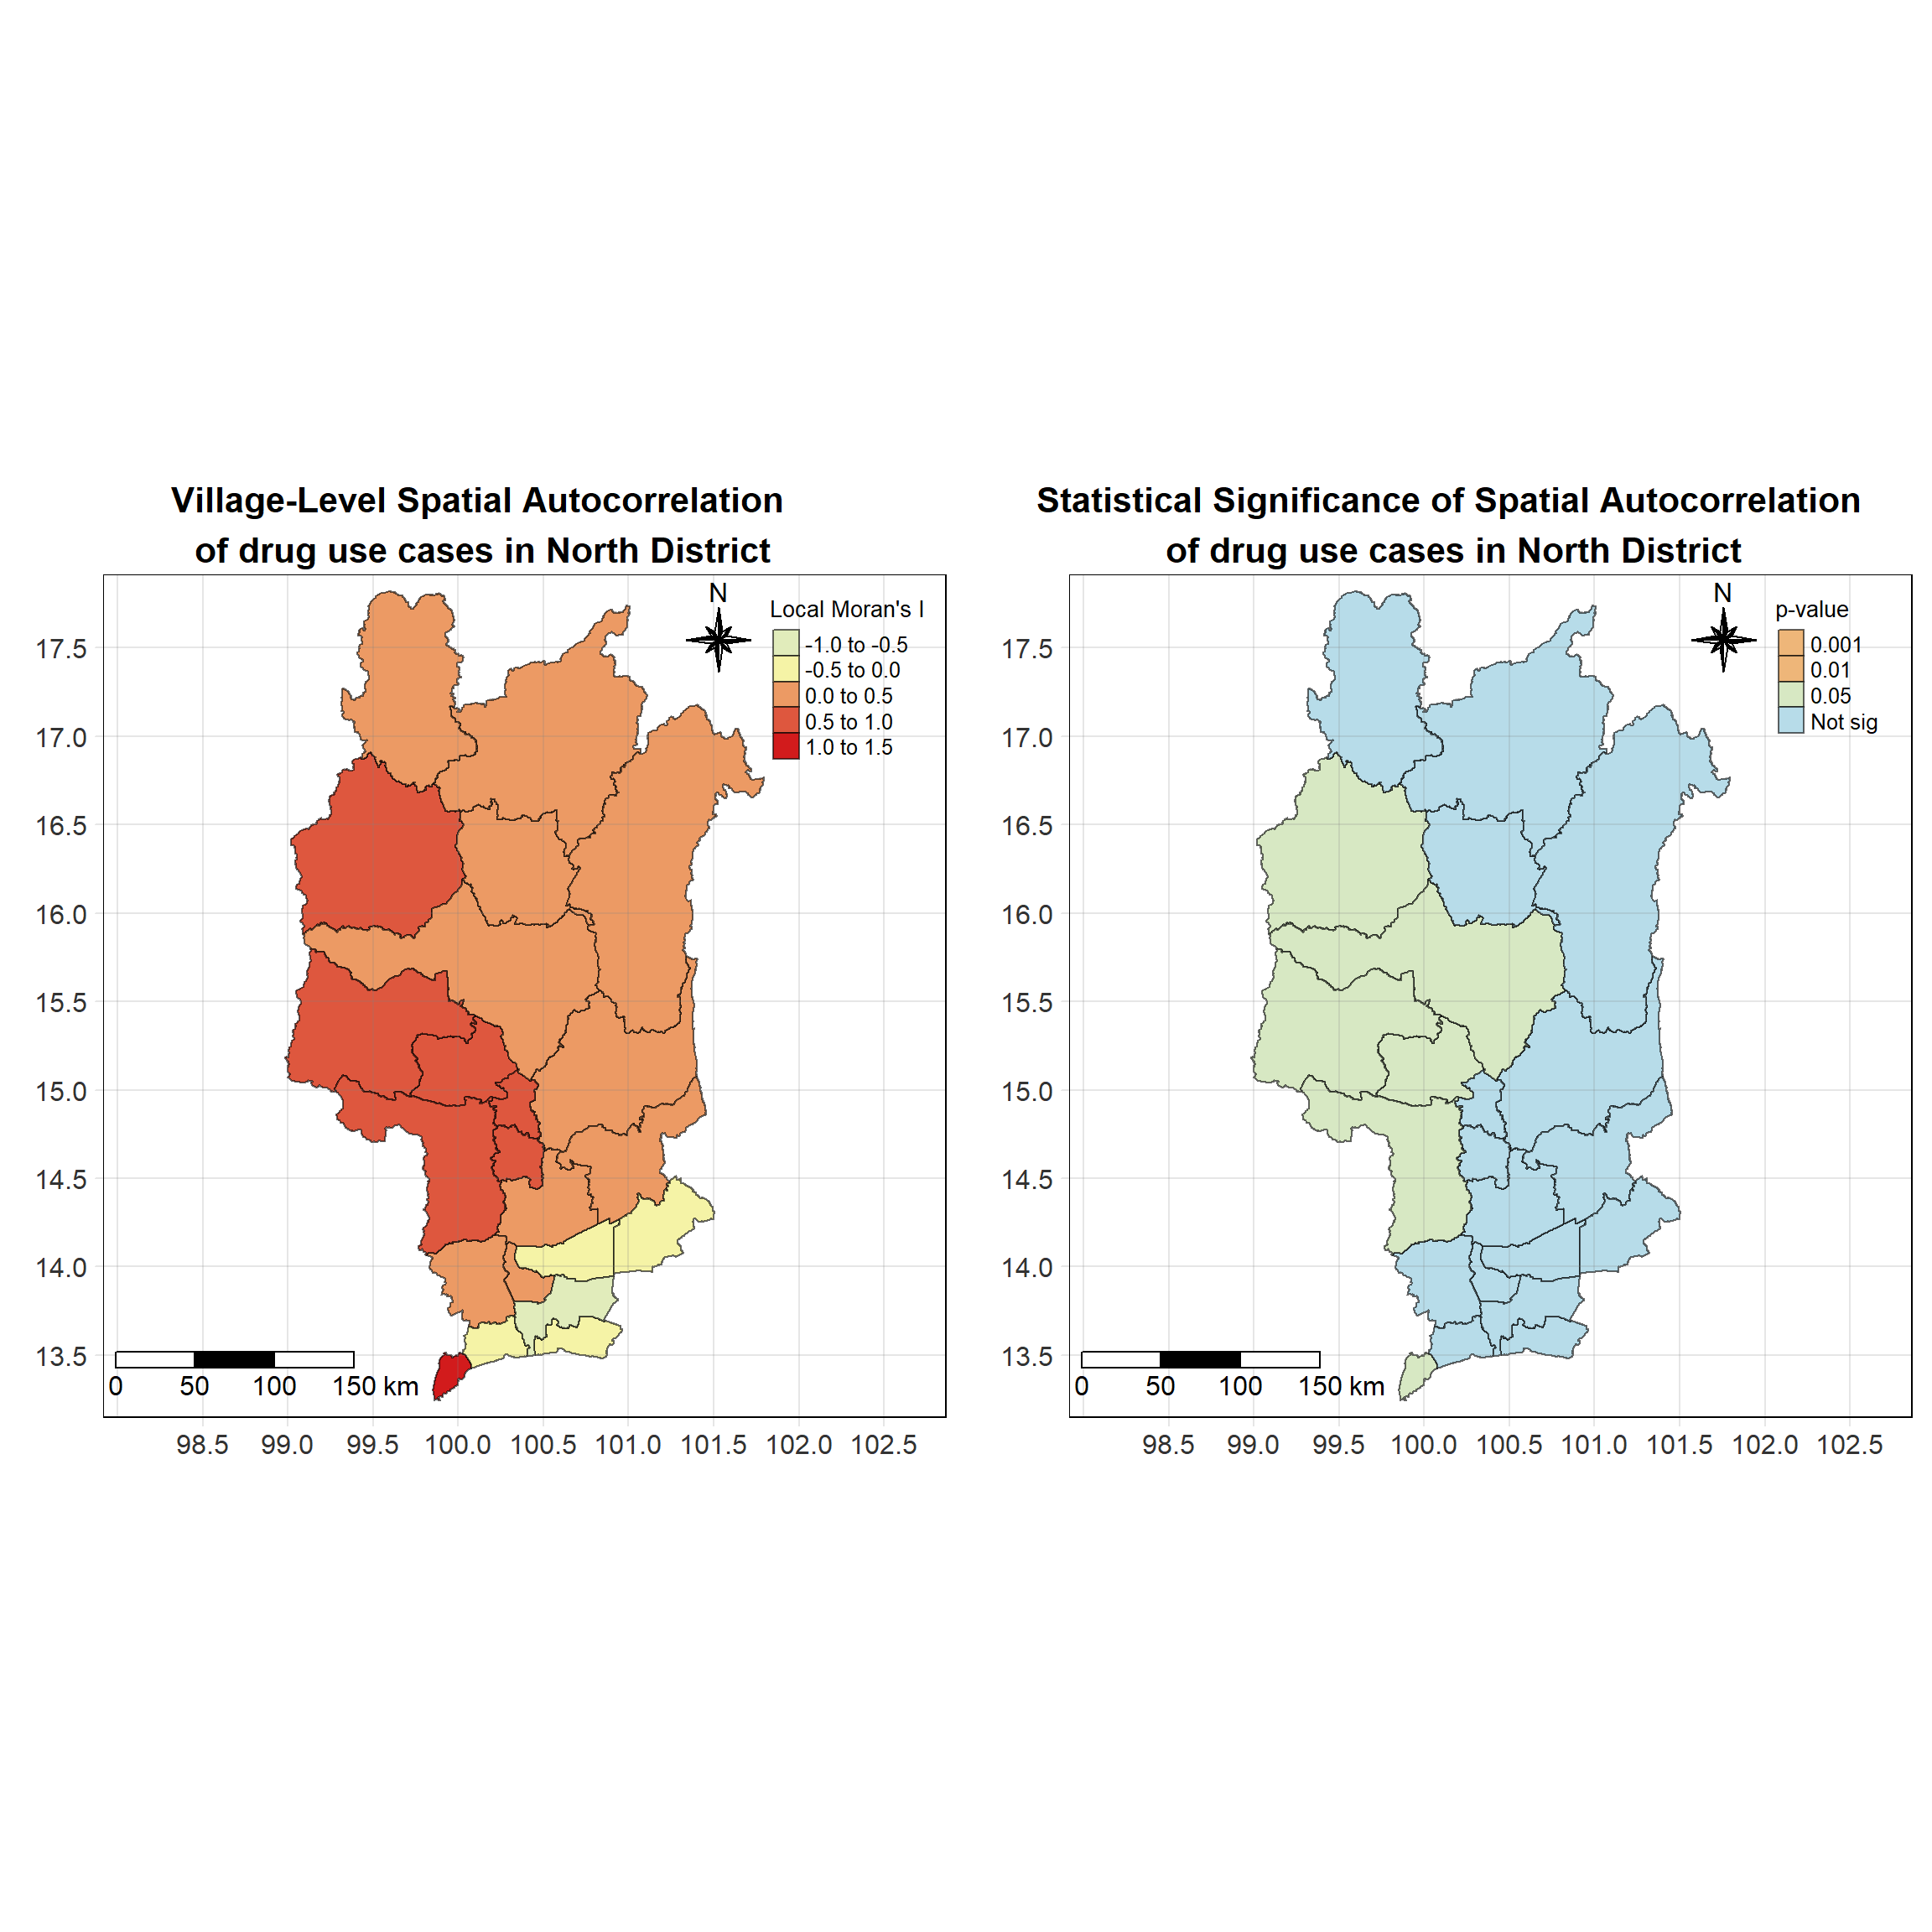 Village-Level Spatial Autocorrelation
of drug use cases in North District
N
Local Moran's I
-1.0 to -0.5
-0.5 to 0.0
0.0 to 0.5
0.5 to 1.0
1.0 to 1.5
17.5
17.0
16.5
16.0
15.5
15.0
14.5
14.0
13.5
0 50 100 150 km
98.5 99.0 99.5 100.0 100.5 101.0 101.5 102.0 102.5
Statistical Significance of Spatial Autocorrelation
of drug use cases in North District
N
p-value
0.001
0.01
0.05
Not sig
17.5
17.0
16.5
16.0
15.5
15.0
14.5
14.0
13.5
0 50 100 150 km
98.5 99.0 99.5 100.0 100.5 101.0 101.5 102.0 102.5